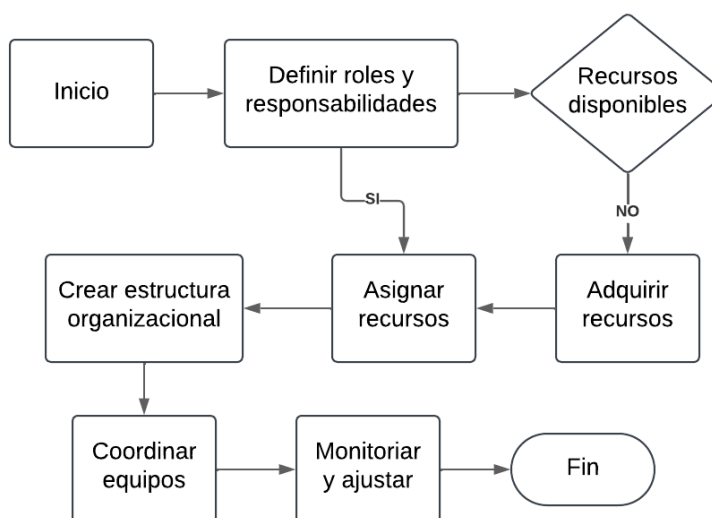 Inicio
Definir roles y
responsabilidades
Recursos
disponibles
SI
NO
Crear estructura
organizacional
Asignar
recursos
Adquirir
recursos
Coordinar
equipos
Monitoriar
y ajustar
Fin